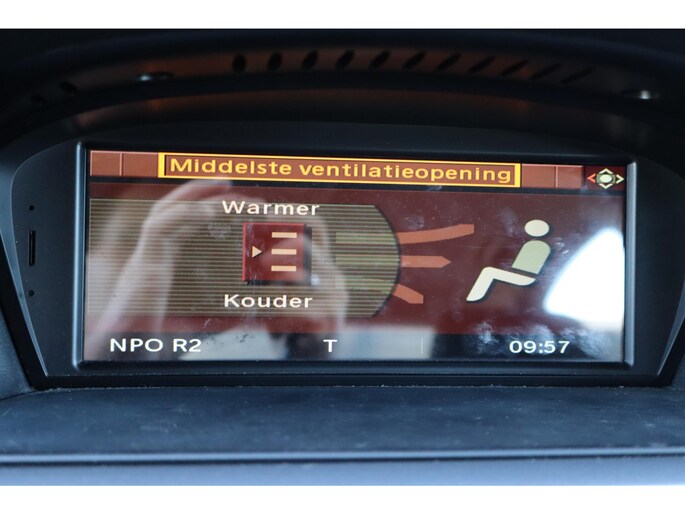 Middelste ventilatieopening
Warmer
Kouder
NPO R2 T 09:57